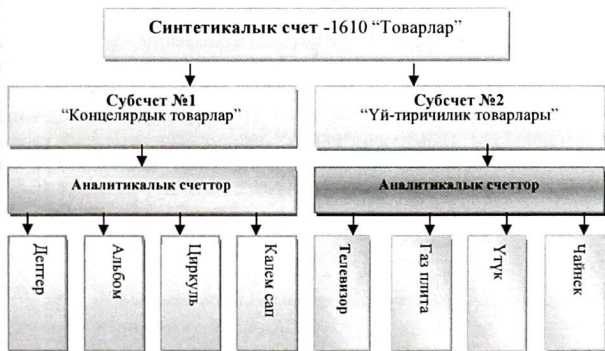 Синтетикалык счет -1610 “Товарлар”
Субсчет №1
“Концелярдык товарлар”
Субсчет №2
“Үй-тиричилик товарлары”
Аналитикалык счеттор
Аналитикалык счеттор
Дептер
Альбом
Циркуль
Калем сап
Телевизор
Газ плита
Үтүк
Чайнек